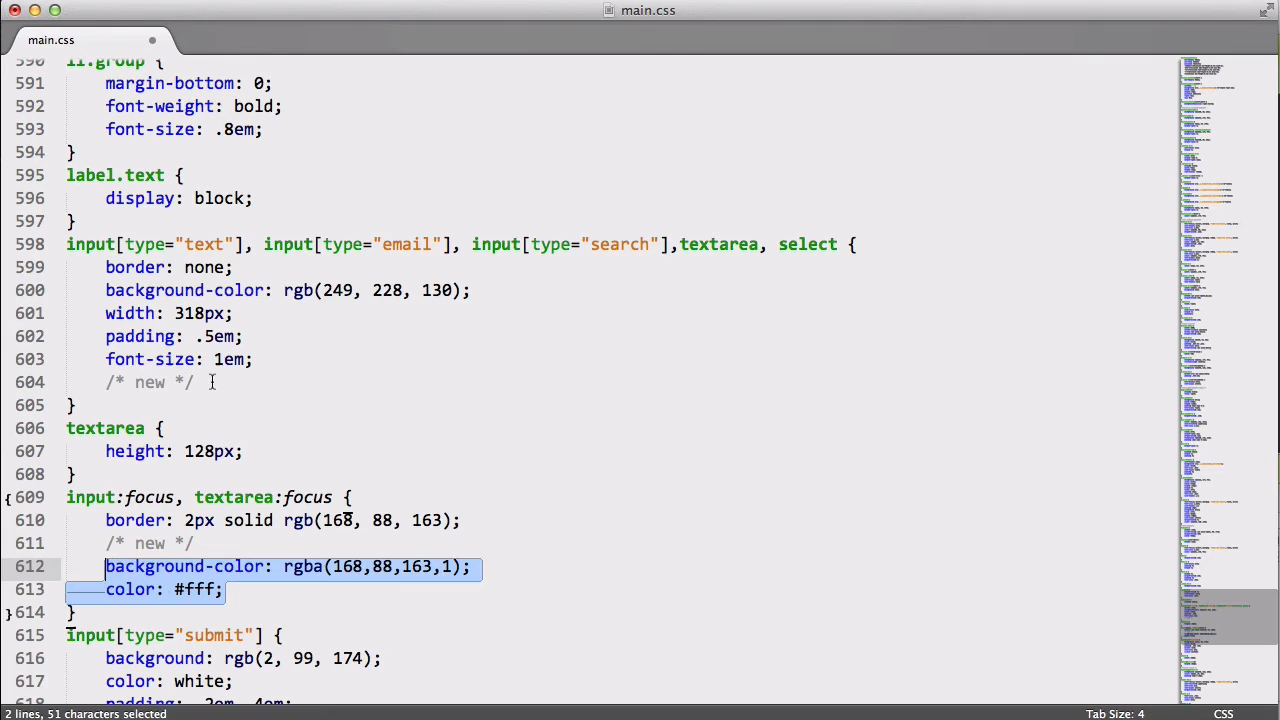 main.css
main.css
590 li.group {
591 margin-bottom: 0;
592 font-weight: bold;
593 font-size: .8em;
594 }
595 label.text {
596 display: block;
597 }
598 input[type="text"], input[type="email"], input[type="search"],textarea, select {
599 border: none;
600 background-color: rgb(249, 228, 130);
601 width: 318px;
602 padding: .5em;
603 font-size: 1em;
604 /* new */
605 }
606 textarea {
607 height: 128px;
608 }
609 input:focus, textarea:focus {
610 border: 2px solid rgb(168, 88, 163);
611 /* new */
612 background-color: rgba(168,88,163,1);
613 color: #fff;
614 }
615 input[type="submit"] {
616 background: rgb(2, 99, 174);
617 color: white;
618 padding: .2em .4em;
2 lines, 51 characters selected
Tab Size: 4
CSS